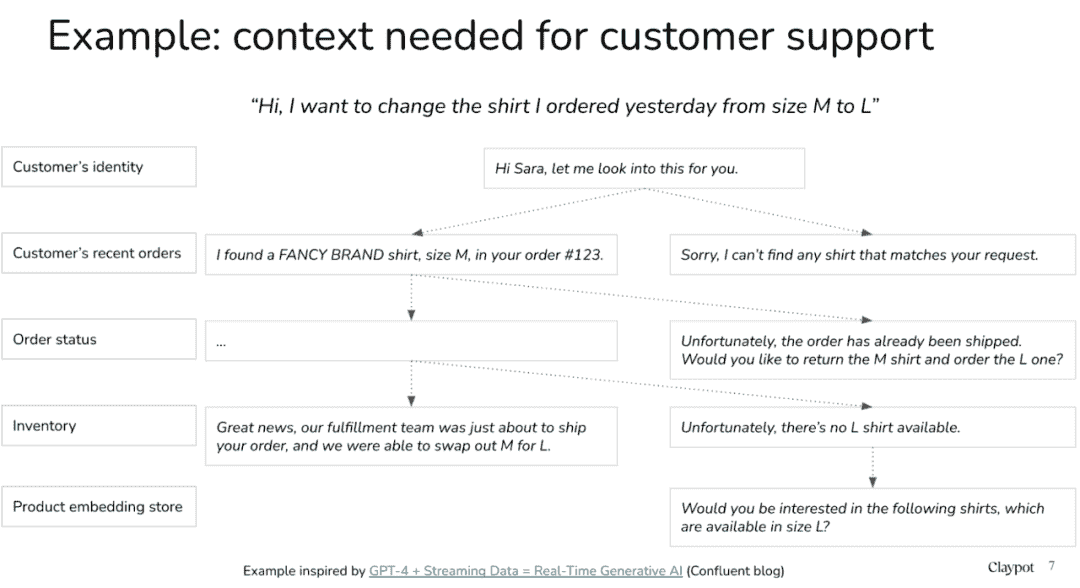 Example: context needed for customer support
“Hi, I want to change the shirt I ordered yesterday from size M to L”
Customer’s identity
Hi Sara, let me look into this for you.
Customer’s recent orders
I found a FANCY BRAND shirt, size M, in your order #123.
Sorry, I can’t find any shirt that matches your request.
Order status
...
Unfortunately, the order has already been shipped.
Would you like to return the M shirt and order the L one?
Inventory
Great news, our fulfillment team was just about to ship
your order, and we were able to swap out M for L.
Unfortunately, there’s no L shirt available.
Product embedding store
Would you be interested in the following shirts, which
are available in size L?
Example inspired by GPT-4 + Streaming Data = Real-Time Generative AI (Confluent blog)
Claypot 7